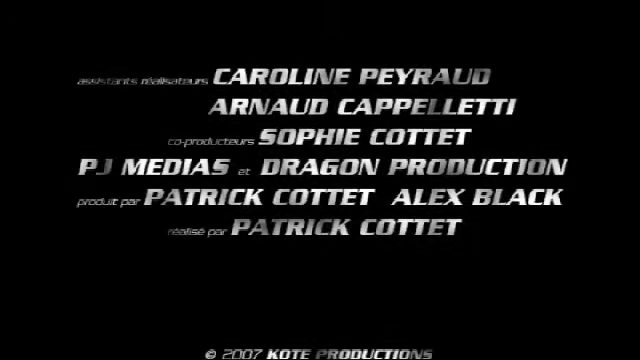 assistants réalisateurs CAROLINE PEYRAUD
ARNAUD CAPPELLETTI
co-producteurs SOPHIE COTTET
PJ MEDIAS et DRAGON PRODUCTION
produit par PATRICK COTTET ALEX BLACK
réalisé par PATRICK COTTET
© 2007 KOTE PRODUCTIONS